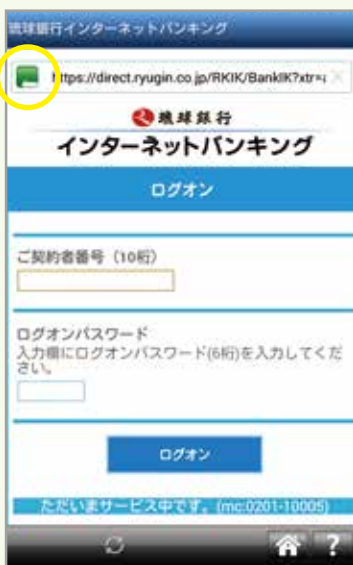 琉球銀行インターネットバンキング
https://direct.ryugin.co.jp/RKIK/BankIK?xtr=
琉球銀行
インターネットバンキング
ログオン
ご契約者番号（10桁）
ログオンパスワード
入力欄にログオンパスワード(6桁)を入力してくだ
さい。
ログオン
ただいまサービス中です。(mc:0201-10005)
?